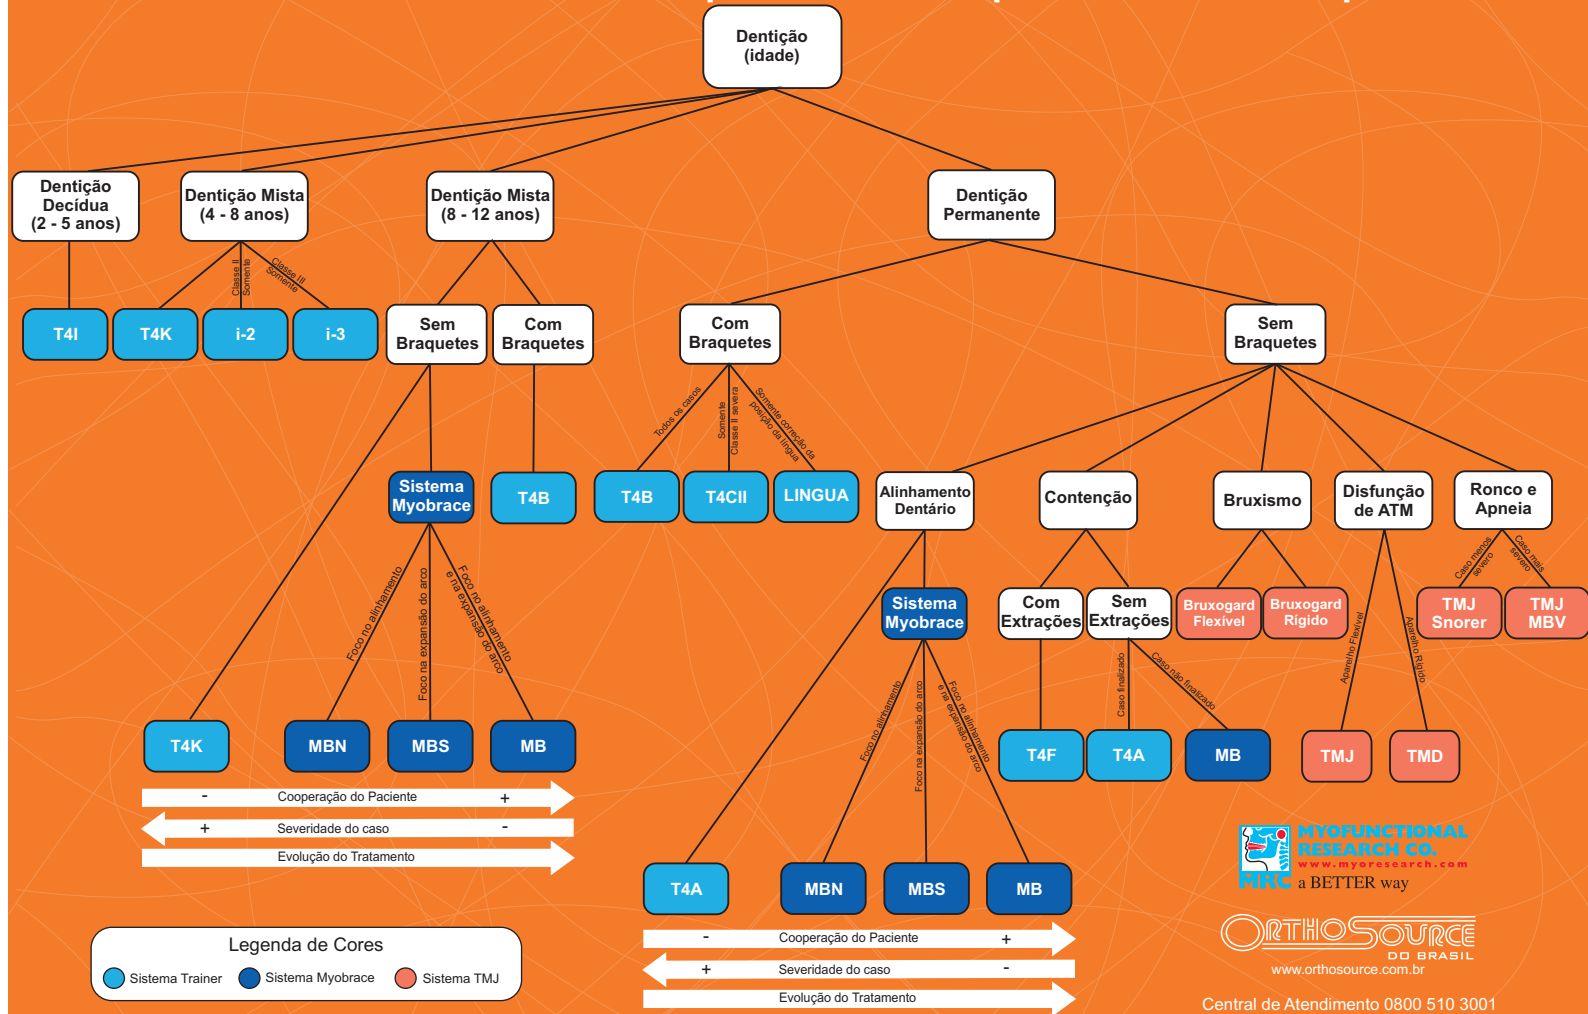 Dentição
(idade)
Dentição
Decídua
(2 - 5 anos)
Dentição Mista
(4 - 8 anos)
Dentição Mista
(8 - 12 anos)
Dentição
Permanente
Classe II
Somente
Classe III
Somente
T4I
T4K
i-2
i-3
Sem
Braquetes
Com
Braquetes
Com
Braquetes
Sem
Braquetes
Todos os casos
Somente
Classe II severa
Somente correção da
posição da língua
Sistema
Myobrace
T4B
T4B
T4CII
LINGUA
Alinhamento
Dentário
Contenção
Bruxismo
Disfunção
de ATM
Ronco e
Apneia
Foco no alinhamento
Foco na expansão do arco
Foco no alinhamento
e na expansão do arco
Caso menos
severo
Caso mais
severo
Sistema
Myobrace
Com
Extrações
Sem
Extrações
Bruxogard
Flexível
Bruxogard
Rígido
TMJ
Snorer
TMJ
MBV
Foco no alinhamento
Foco na expansão do arco
Foco no alinhamento
e na expansão do arco
Caso finalizado
Caso não finalizado
Aparelho Flexível
Aparelho Rígido
T4K
MBN
MBS
MB
T4F
T4A
MB
TMJ
TMD
- Cooperação do Paciente +
+ Severidade do caso -
Evolução do Tratamento
T4A
MBN
MBS
MB
- Cooperação do Paciente +
+ Severidade do caso -
Evolução do Tratamento
Legenda de Cores
Sistema Trainer
Sistema Myobrace
Sistema TMJ
MYOFUNCTIONAL
RESEARCH CO.
www.myoresearch.com
MRC a BETTER way
ORTHOSOURCE
DO BRASIL
www.orthosource.com.br
Central de Atendimento 0800 510 3001